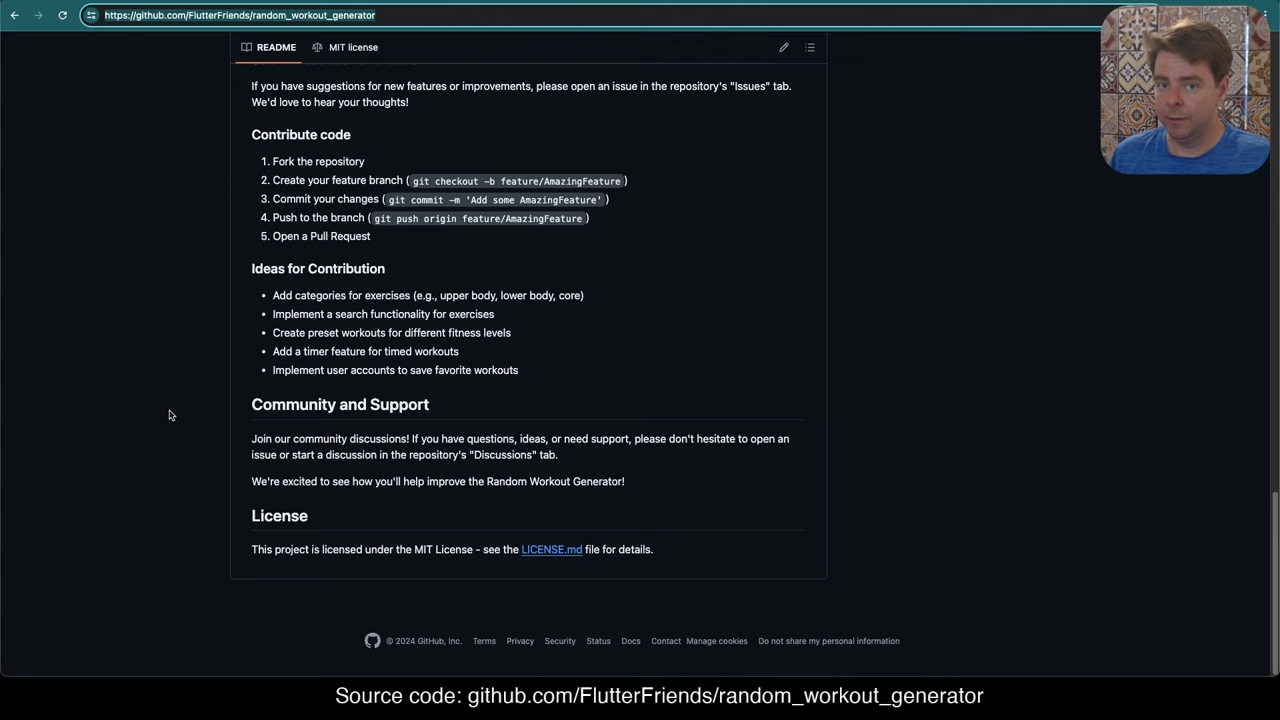 https://github.com/FlutterFriends/random_workout_generator
README
MIT license
If you have suggestions for new features or improvements, please open an issue in the repository's "Issues" tab.
We'd love to hear your thoughts!
Contribute code
1. Fork the repository
2. Create your feature branch ( git checkout -b feature/AmazingFeature )
3. Commit your changes ( git commit -m 'Add some AmazingFeature' )
4. Push to the branch ( git push origin feature/AmazingFeature )
5. Open a Pull Request
Ideas for Contribution
• Add categories for exercises (e.g., upper body, lower body, core)
• Implement a search functionality for exercises
• Create preset workouts for different fitness levels
• Add a timer feature for timed workouts
• Implement user accounts to save favorite workouts
Community and Support
Join our community discussions! If you have questions, ideas, or need support, please don't hesitate to open an
issue or start a discussion in the repository's "Discussions" tab.
We're excited to see how you'll help improve the Random Workout Generator!
License
This project is licensed under the MIT License - see the LICENSE.md file for details.
© 2024 GitHub, Inc. Terms Privacy Security Status Docs Contact Manage cookies Do not share my personal information
Source code: github.com/FlutterFriends/random_workout_generator